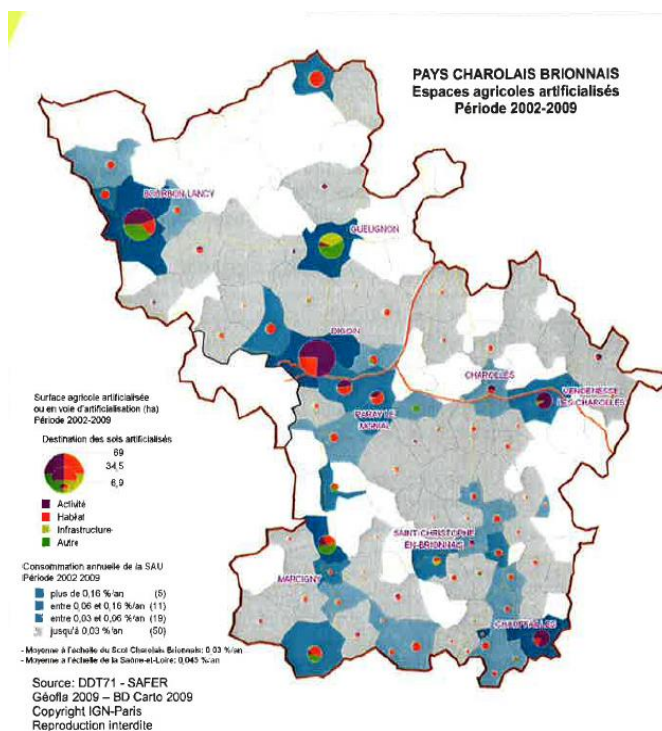 PAYS CHAROLAIS BRIONNAIS
Espaces agricoles artificialisés
Période 2002-2009
BOURBON LANCY
GUEUGNON
DIGOIN
CHAROLLES
VENDENESSE
LES CHAROLLES
PARAY LE
MONIAL
SAINT-CHRISTOPHE
EN-BRIONNAIS
MARCIGNY
CHAUFFAILLES
Surface agricole artificialisée
ou en voie d'artificialisation (ha)
Période 2002-2009
Destination des sols artificialisés
69
34,5
6,9
Activité
Habitat
Infrastructure
Autre
Consommation annuelle de la SAU
Période 2002 2009
plus de 0,16 %/an (5)
entre 0,06 et 0,16 %/an (11)
entre 0,03 et 0,06 %/an (19)
jusqu'à 0,03 %/an (50)
- Moyenne à l'échelle du Scot Charolais Brionnais: 0,03 %/an
- Moyenne à l'échelle de la Saône-et-Loire: 0,045 %/an
Source: DDT71 - SAFER
Géofla 2009 – BD Carto 2009
Copyright IGN-Paris
Reproduction interdite